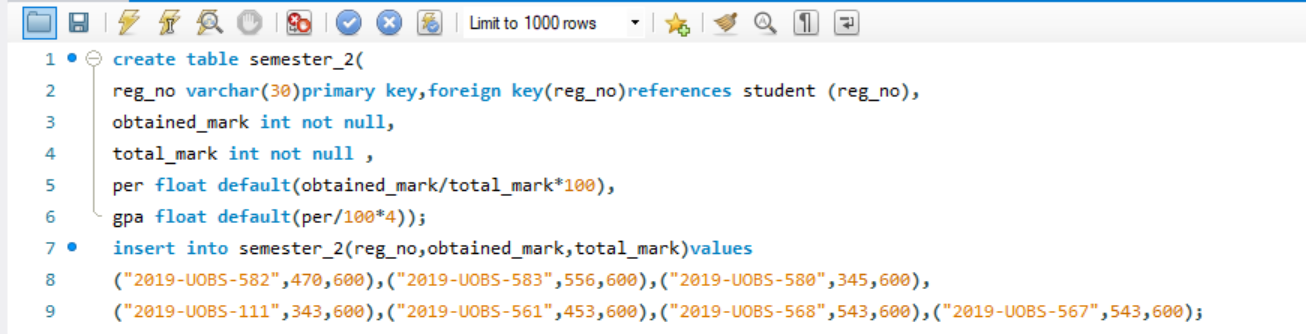 Limit to 1000 rows
1 create table semester_2(
2 reg_no varchar(30)primary key,foreign key(reg_no)references student (reg_no),
3 obtained_mark int not null,
4 total_mark int not null ,
5 per float default(obtained_mark/total_mark*100),
6 gpa float default(per/100*4));
7 insert into semester_2(reg_no,obtained_mark,total_mark)values
8 ("2019-UOBS-582",470,600),("2019-UOBS-583",556,600),("2019-UOBS-580",345,600),
9 ("2019-UOBS-111",343,600),("2019-UOBS-561",453,600),("2019-UOBS-568",543,600),("2019-UOBS-567",543,600);